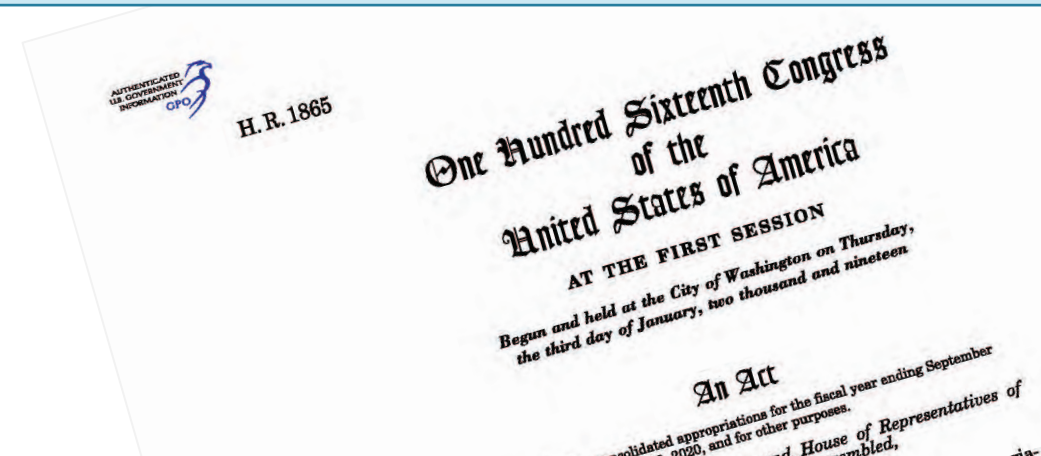 AUTHENTICATED
U.S. GOVERNMENT
INFORMATION
GPO
H. R. 1865
One Hundred Sixteenth Congress
of the
United States of America
AT THE FIRST SESSION
Begun and held at the City of Washington on Thursday,
the third day of January, two thousand and nineteen
An Act
appropriations for the fiscal year ending September
2020, and for other purposes.
House of Representatives of